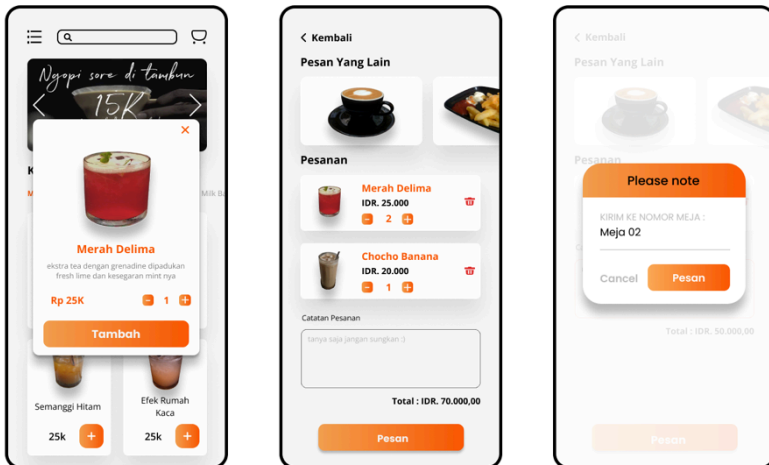 Ngopi sore di tambun
15K
Merah Delima
ekstra tea dengan grenadine dipadukan
fresh lime dan kesegaran mint nya
Rp 25K
1
Tambah
Semanggi Hitam
25k
Efek Rumah
Kaca
25k
Kembali
Pesan Yang Lain
Pesanan
Merah Delima
IDR. 25.000
2
Chocho Banana
IDR. 20.000
1
Catatan Pesanan
tanya saja jangan sungkan :)
Total : IDR. 70.000,00
Pesan
Kembali
Pesan Yang Lain
Pesanan
Please note
KIRIM KE NOMOR MEJA :
Meja 02
Cancel
Pesan
Total : IDR. 50.000,00
Pesan